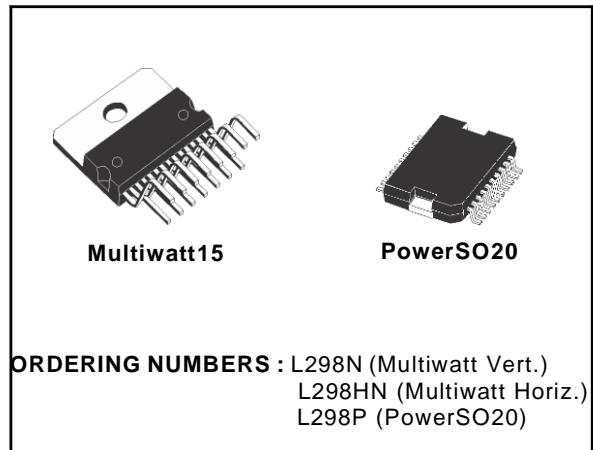 Multiwatt15
PowerSO20
ORDERING NUMBERS : L298N (Multiwatt Vert.)
L298HN (Multiwatt Horiz.)
L298P (PowerSO20)